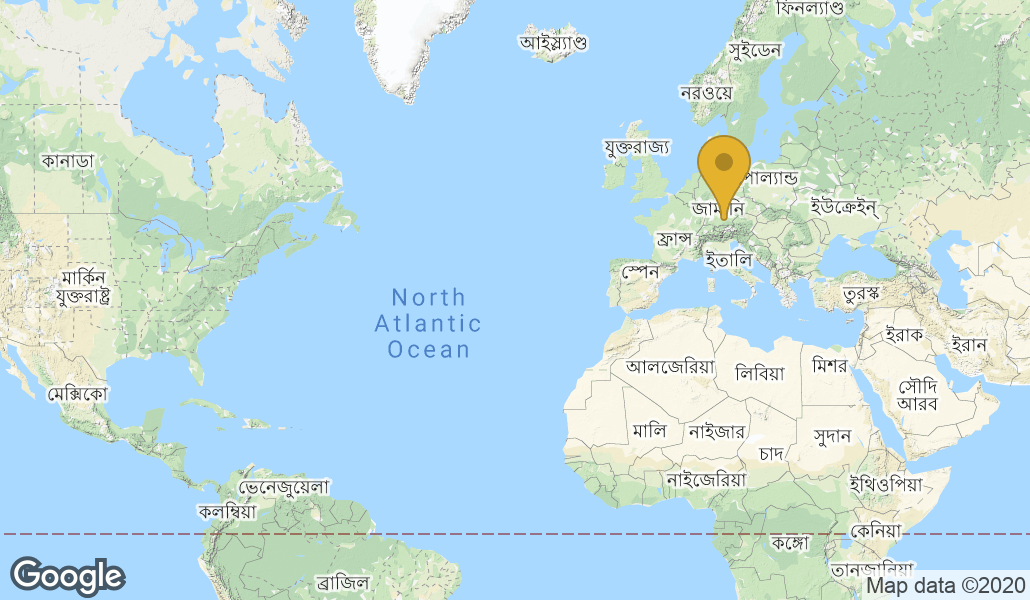 ফিনল্যাণ্ড
আইস্ল্যাণ্ড
সুইডেন
নরওয়ে
কানাডা
যুক্তরাজ্য
পোল্যান্ড
জার্মানি
ইউক্রেইন্
ফ্রান্স
ইতালি
স্পেন
মার্কিন
যুক্তরাষ্ট্র
তুরস্ক
North
Atlantic
Ocean
ইরাক
ইরান
আলজেরিয়া
লিবিয়া
মিশর
সৌদি
আরব
মেক্সিকো
মালি
নাইজার
সুদান
চাদ
নাইজেরিয়া
ইথিওপিয়া
ভেনেজুয়েলা
কলম্বিয়া
কেনিয়া
কঙ্গো
তানজানিয়া
ব্রাজিল
Google
Map data ©2020